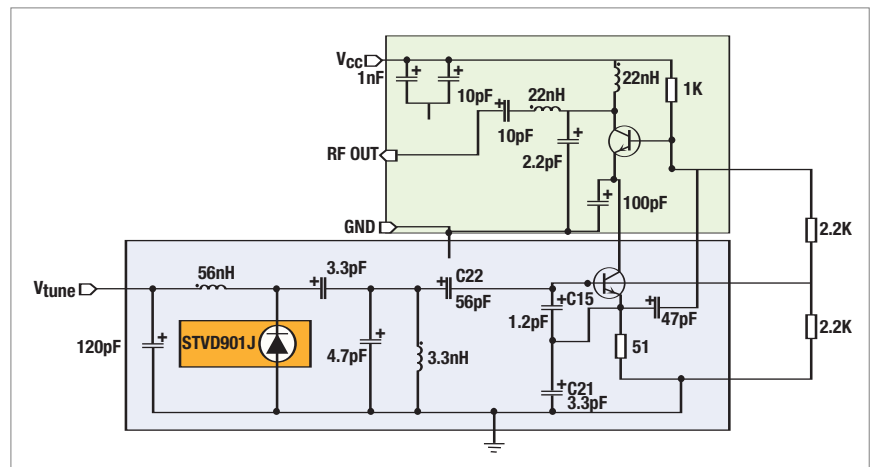 Vcc
1nF
10pF
22nH
22nH
1K
10pF
RF OUT
2.2pF
100pF
GND
2.2K
56nH
3.3pF
C22
56pF
Vtune
C15
1.2pF
47pF
2.2K
STVD901J
120pF
4.7pF
3.3nH
51
C21
3.3pF